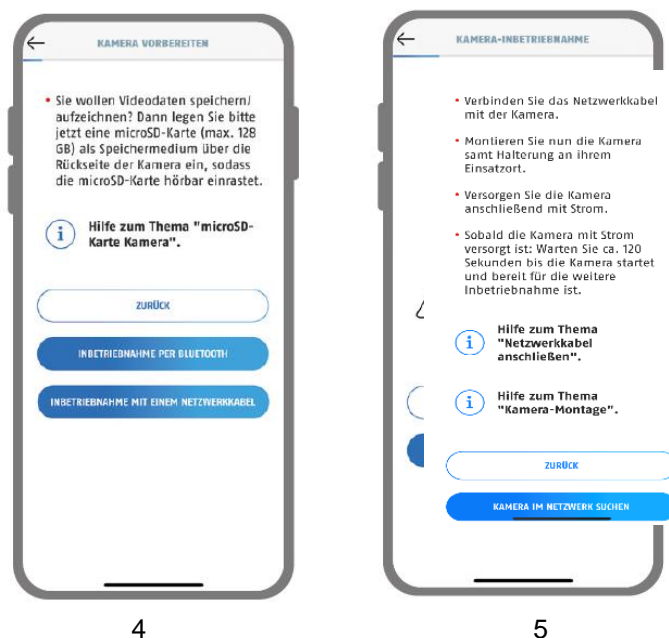 KAMERA VORBEREITEN
• Sie wollen Videodaten speichern/
aufzeichnen? Dann legen Sie bitte
jetzt eine microSD-Karte (max. 128
GB) als Speichermedium über die
Rückseite der Kamera ein, sodass
die microSD-Karte hörbar einrastet.
i
Hilfe zum Thema "microSD-
Karte Kamera".
ZURÜCK
INBETRIEBNAHME PER BLUETOOTH
INBETRIEBNAHME MIT EINEM NETZWERKKABEL
4
KAMERA-INBETRIEBNAHME
• Verbinden Sie das Netzwerkkabel
mit der Kamera.
• Montieren Sie nun die Kamera
samt Halterung an ihrem
Einsatzort.
• Versorgen Sie die Kamera
anschließend mit Strom.
• Sobald die Kamera mit Strom
versorgt ist: Warten Sie ca. 120
Sekunden bis die Kamera startet
und bereit für die weitere
Inbetriebnahme ist.
i
Hilfe zum Thema
"Netzwerkkabel
anschließen".
i
Hilfe zum Thema
"Kamera-Montage".
ZURÜCK
KAMERA IM NETZWERK SUCHEN
5